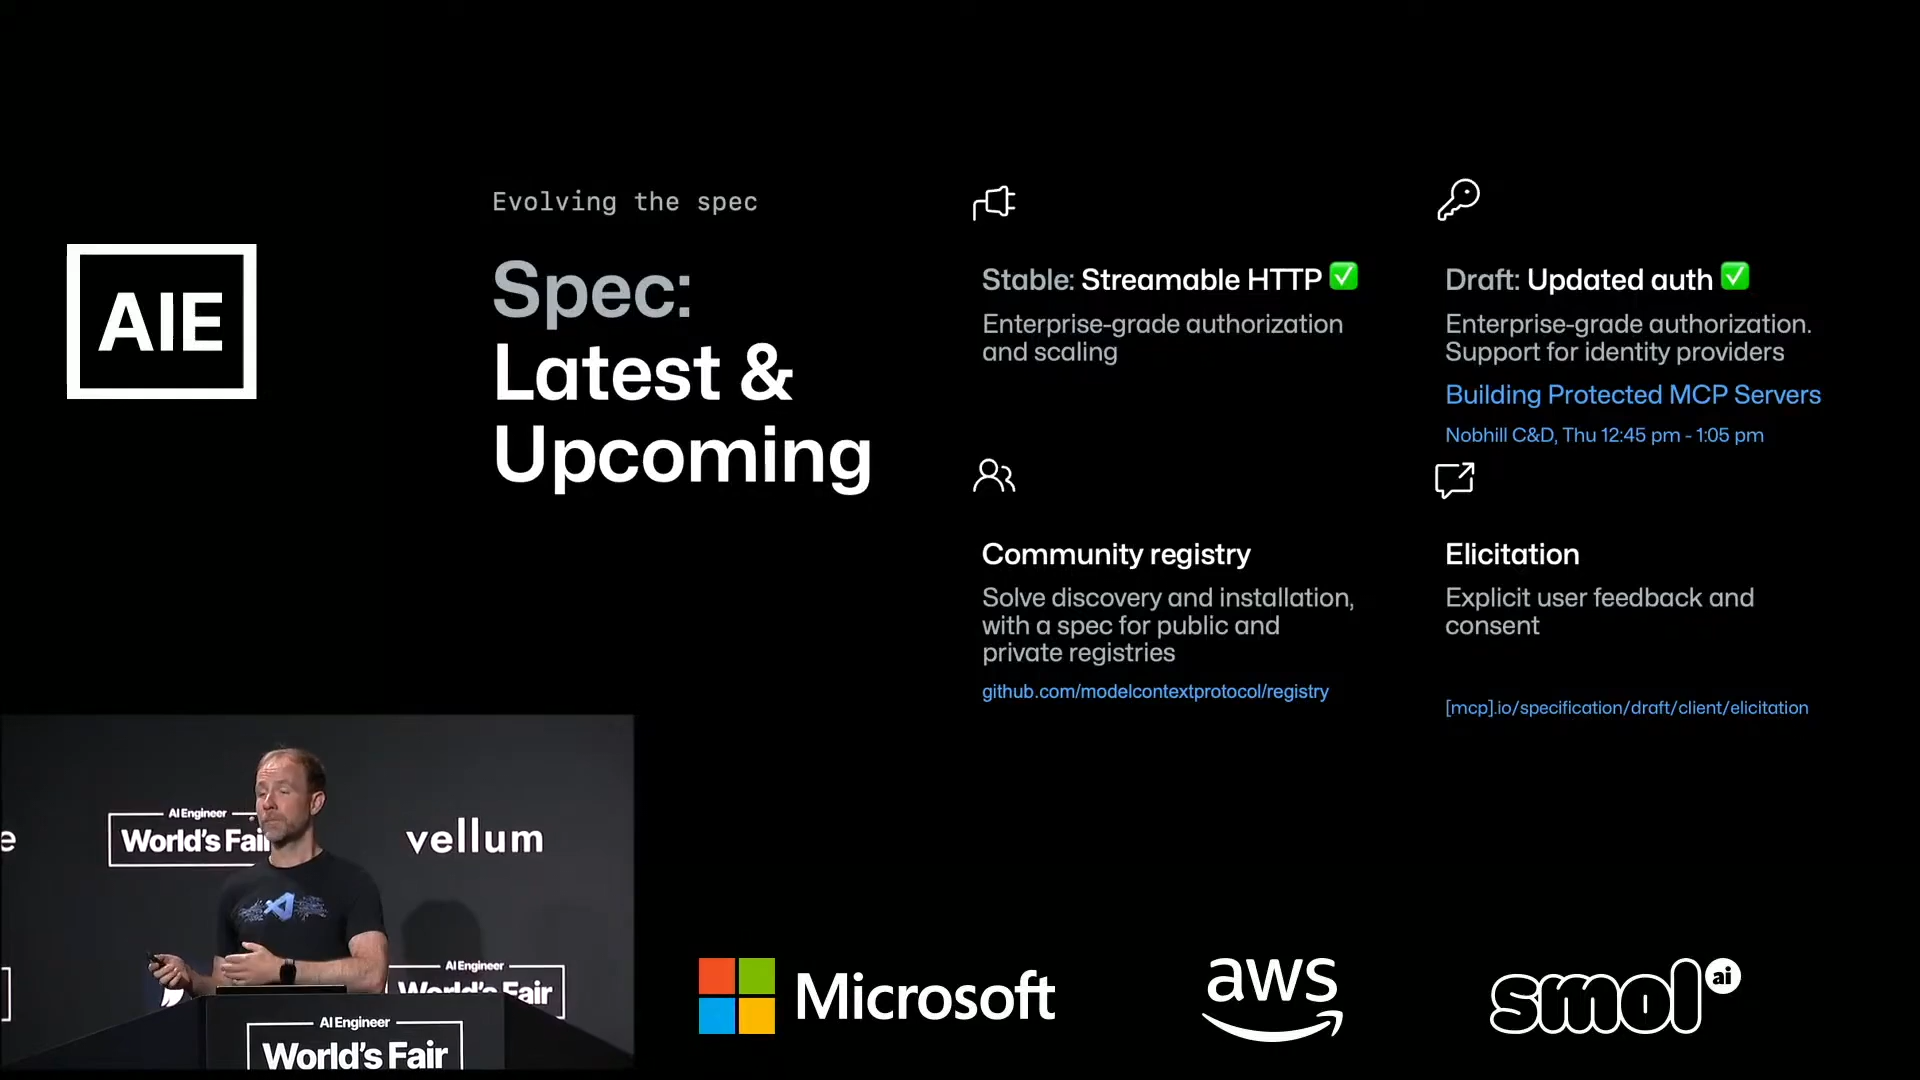 AIE
Evolving the spec
Spec:
Latest &
Upcoming
Stable: Streamable HTTP ✅
Enterprise-grade authorization
and scaling
Draft: Updated auth ✅
Enterprise-grade authorization.
Support for identity providers
Building Protected MCP Servers
Nobhill C&D, Thu 12:45 pm - 1:05 pm
Community registry
Solve discovery and installation,
with a spec for public and
private registries
github.com/modelcontextprotocol/registry
Elicitation
Explicit user feedback and
consent
[mcp].io/specification/draft/client/elicitation
e
AI Engineer
World's Fai
vellum
AI Engineer
World's Fair
AI Engineer
World's Fair
Microsoft
aws
smol ai